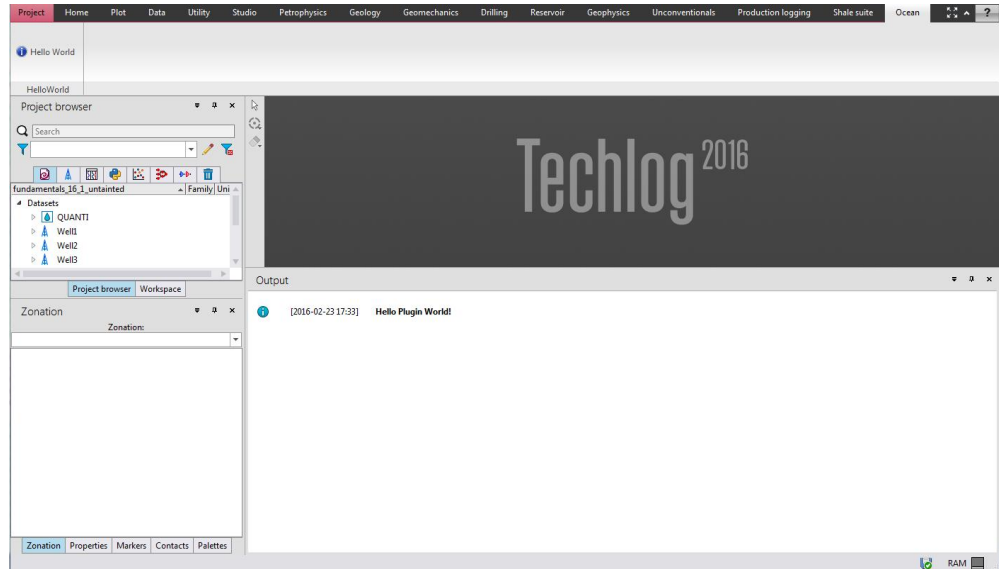 Project Home Plot Data Utility Studio Petrophysics Geology Geomechanics Drilling Reservoir Geophysics Unconventionals Production logging Shale suite Ocean ?
Hello World
HelloWorld
Project browser
Search
fundamentals_16_1_untainted Family Uni
Datasets
QUANTI
Well1
Well2
Well3
Project browser Workspace
Zonation
Zonation:
Zonation Properties Markers Contacts Palettes
Techlog 2016
Output
[2016-02-23 17:33] Hello Plugin World!
RAM